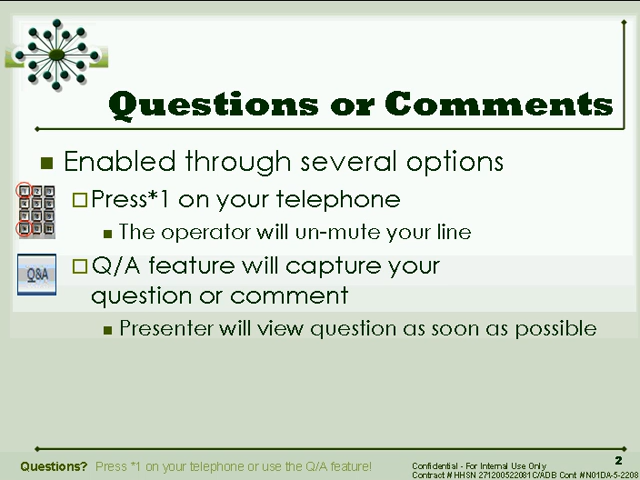 Questions or Comments
Enabled through several options
Press*1 on your telephone
The operator will un-mute your line
Q&A
Q/A feature will capture your
question or comment
Presenter will view question as soon as possible
2
Questions? Press *1 on your telephone or use the Q/A feature!
Confidential - For Internal Use Only
Contract # HHSN 271200522081C/ADB Cont #N01DA-5-2208